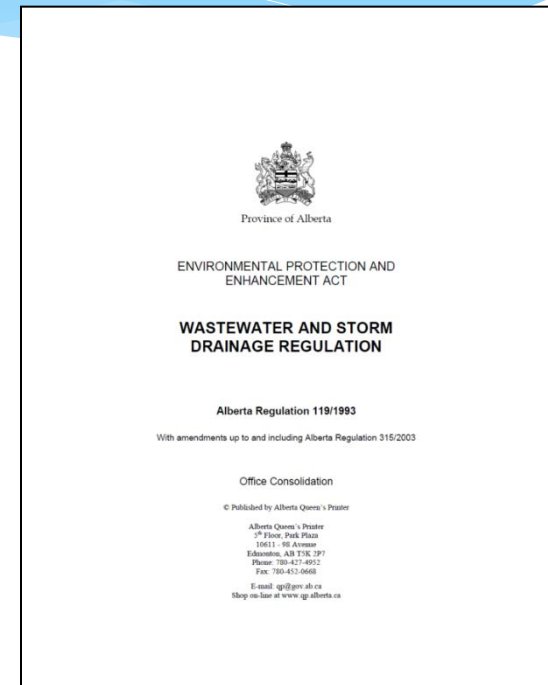 Province of Alberta
ENVIRONMENTAL PROTECTION AND
ENHANCEMENT ACT
WASTEWATER AND STORM
DRAINAGE REGULATION
Alberta Regulation 119/1993
With amendments up to and including Alberta Regulation 315/2003
Office Consolidation
© Published by Alberta Queen's Printer
Alberta Queen's Printer
5th Floor, Park Plaza
10611 - 98 Avenue
Edmonton, AB T5K 2P7
Phone: 780-427-4952
Fax: 780-452-0668
E-mail: qp@gov.ab.ca
Shop on-line at www.qp.alberta.ca